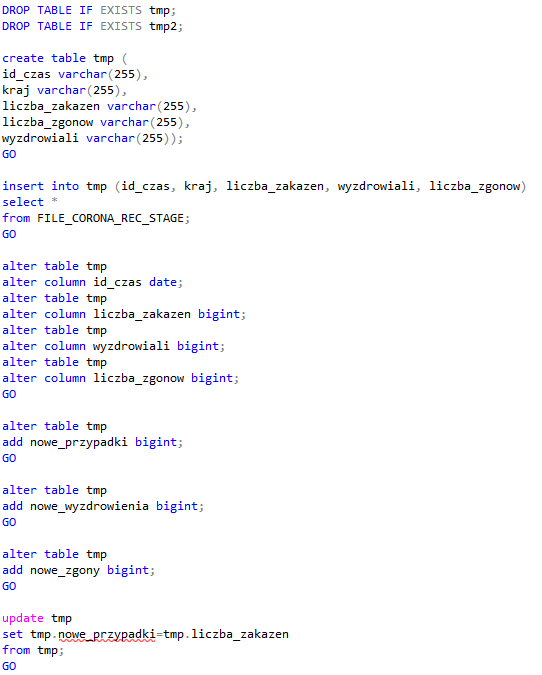 DROP TABLE IF EXISTS tmp;
DROP TABLE IF EXISTS tmp2;
create table tmp (
id_czas varchar(255),
kraj varchar(255),
liczba_zakazen varchar(255),
liczba_zgonow varchar(255),
wyzdrowiali varchar(255));
GO
insert into tmp (id_czas, kraj, liczba_zakazen, wyzdrowiali, liczba_zgonow)
select *
from FILE_CORONA_REC_STAGE;
GO
alter table tmp
alter column id_czas date;
alter table tmp
alter column liczba_zakazen bigint;
alter table tmp
alter column wyzdrowiali bigint;
alter table tmp
alter column liczba_zgonow bigint;
GO
alter table tmp
add nowe_przypadki bigint;
GO
alter table tmp
add nowe_wyzdrowienia bigint;
GO
alter table tmp
add nowe_zgony bigint;
GO
update tmp
set tmp.nowe_przypadki=tmp.liczba_zakazen
from tmp;
GO